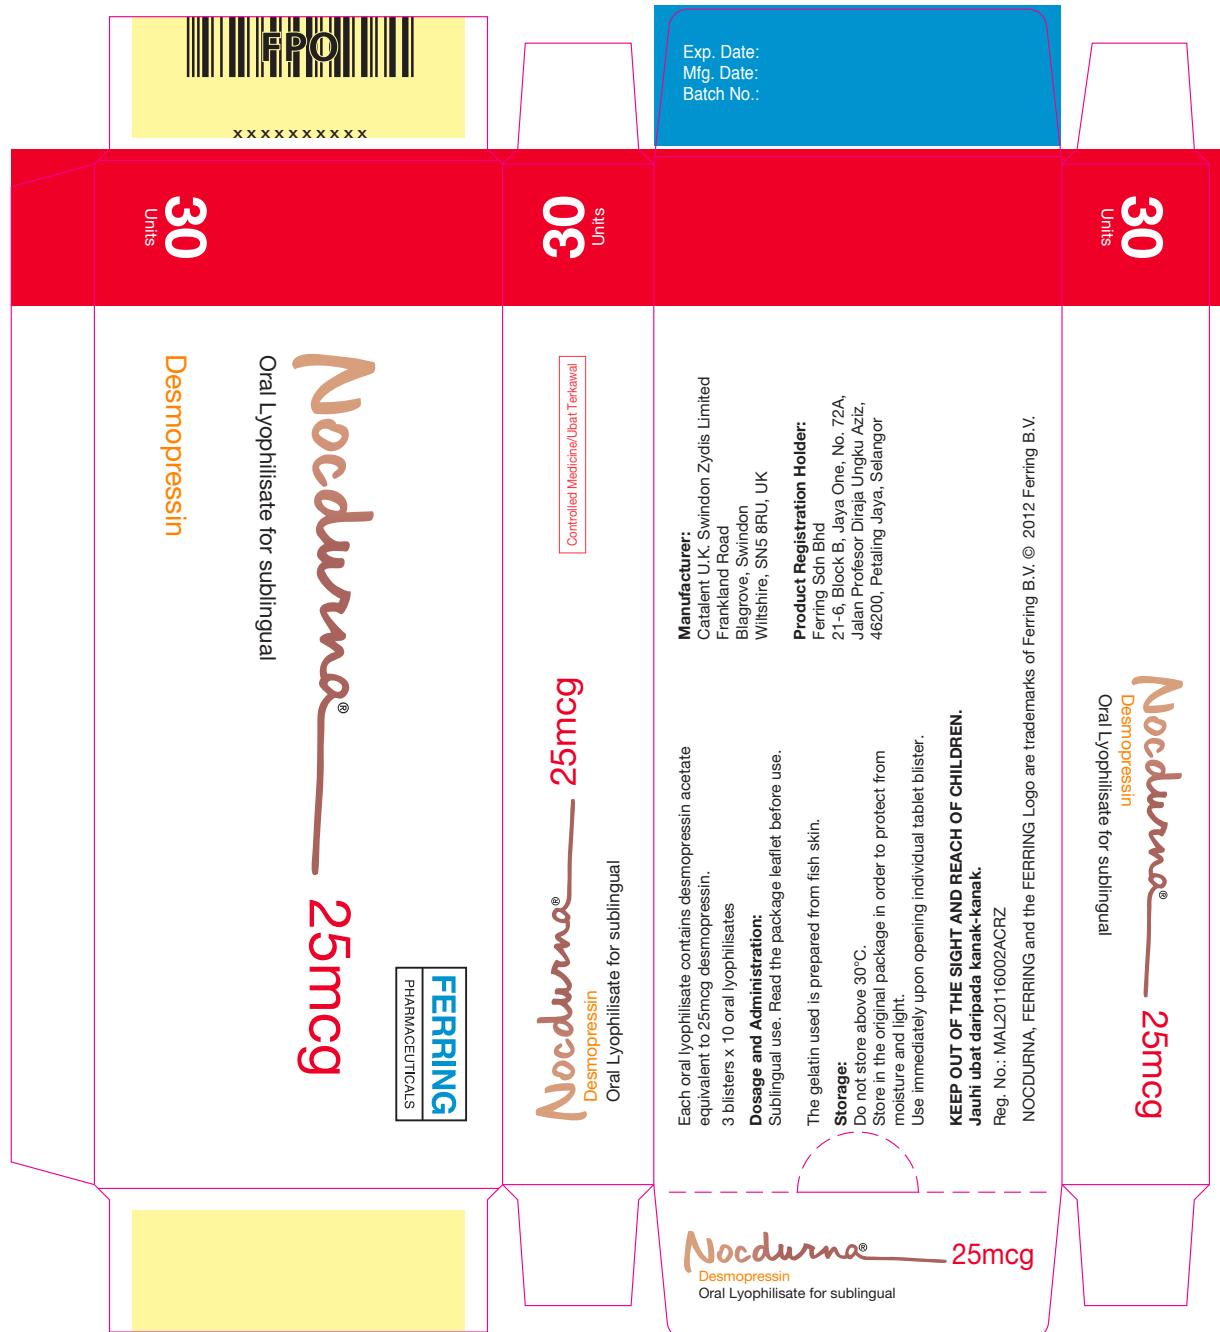 FPO
xxxxxxxxxx
Exp. Date:
Mfg. Date:
Batch No.:
30
Units
30
Units
30
Units
Nocdurna® 25mcg
Oral Lyophilisate for sublingual
Desmopressin
FERRING
PHARMACEUTICALS
Controlled Medicine/Ubat Terkawal
Nocdurna® 25mcg
Desmopressin
Oral Lyophilisate for sublingual
Each oral lyophilisate contains desmopressin acetate
equivalent to 25mcg desmopressin.
3 blisters x 10 oral lyophilisates
Dosage and Administration:
Sublingual use. Read the package leaflet before use.
The gelatin used is prepared from fish skin.
Storage:
Do not store above 30°C.
Store in the original package in order to protect from
moisture and light.
Use immediately upon opening individual tablet blister.
KEEP OUT OF THE SIGHT AND REACH OF CHILDREN.
Jauhi ubat daripada kanak-kanak.
Reg. No.: MAL20116002ACRZ
NOCDURNA, FERRING and the FERRING Logo are trademarks of Ferring B.V. © 2012 Ferring B.V.
Manufacturer:
Catalent U.K. Swindon Zydis Limited
Frankland Road
Blagrove, Swindon
Wiltshire, SN5 8RU, UK
Product Registration Holder:
Ferring Sdn Bhd
21-6, Block B, Jaya One, No. 72A,
Jalan Profesor Diraja Ungku Aziz,
46200, Petaling Jaya, Selangor
Nocdurna® 25mcg
Desmopressin
Oral Lyophilisate for sublingual
Nocdurna® 25mcg
Desmopressin
Oral Lyophilisate for sublingual